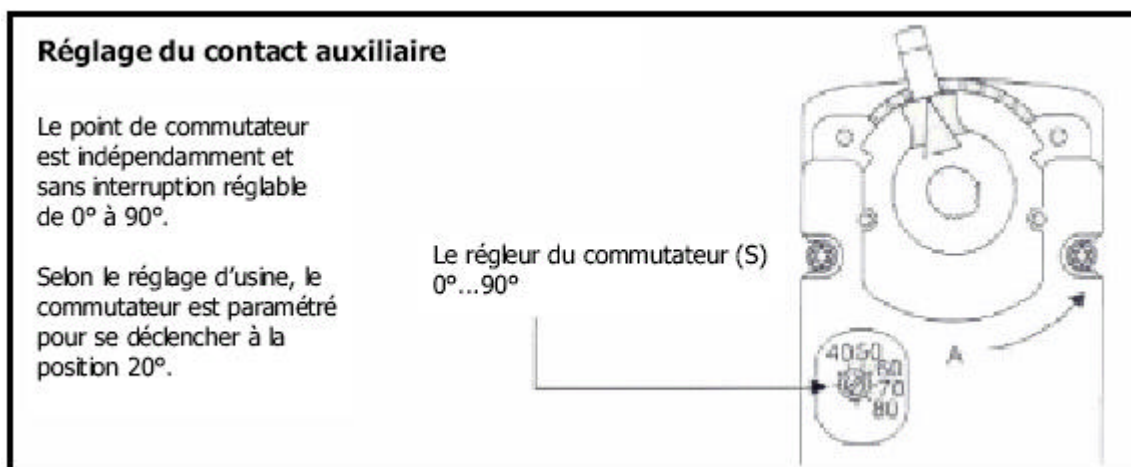 Réglage du contact auxiliaire
Le point de commutateur
est indépendamment et
sans interruption réglable
de 0° à 90°.
Selon le réglage d'usine, le
commutateur est paramétré
pour se déclencher à la
position 20°.
Le régleur du commutateur (S)
0°...90°
A
4050
60
70
80